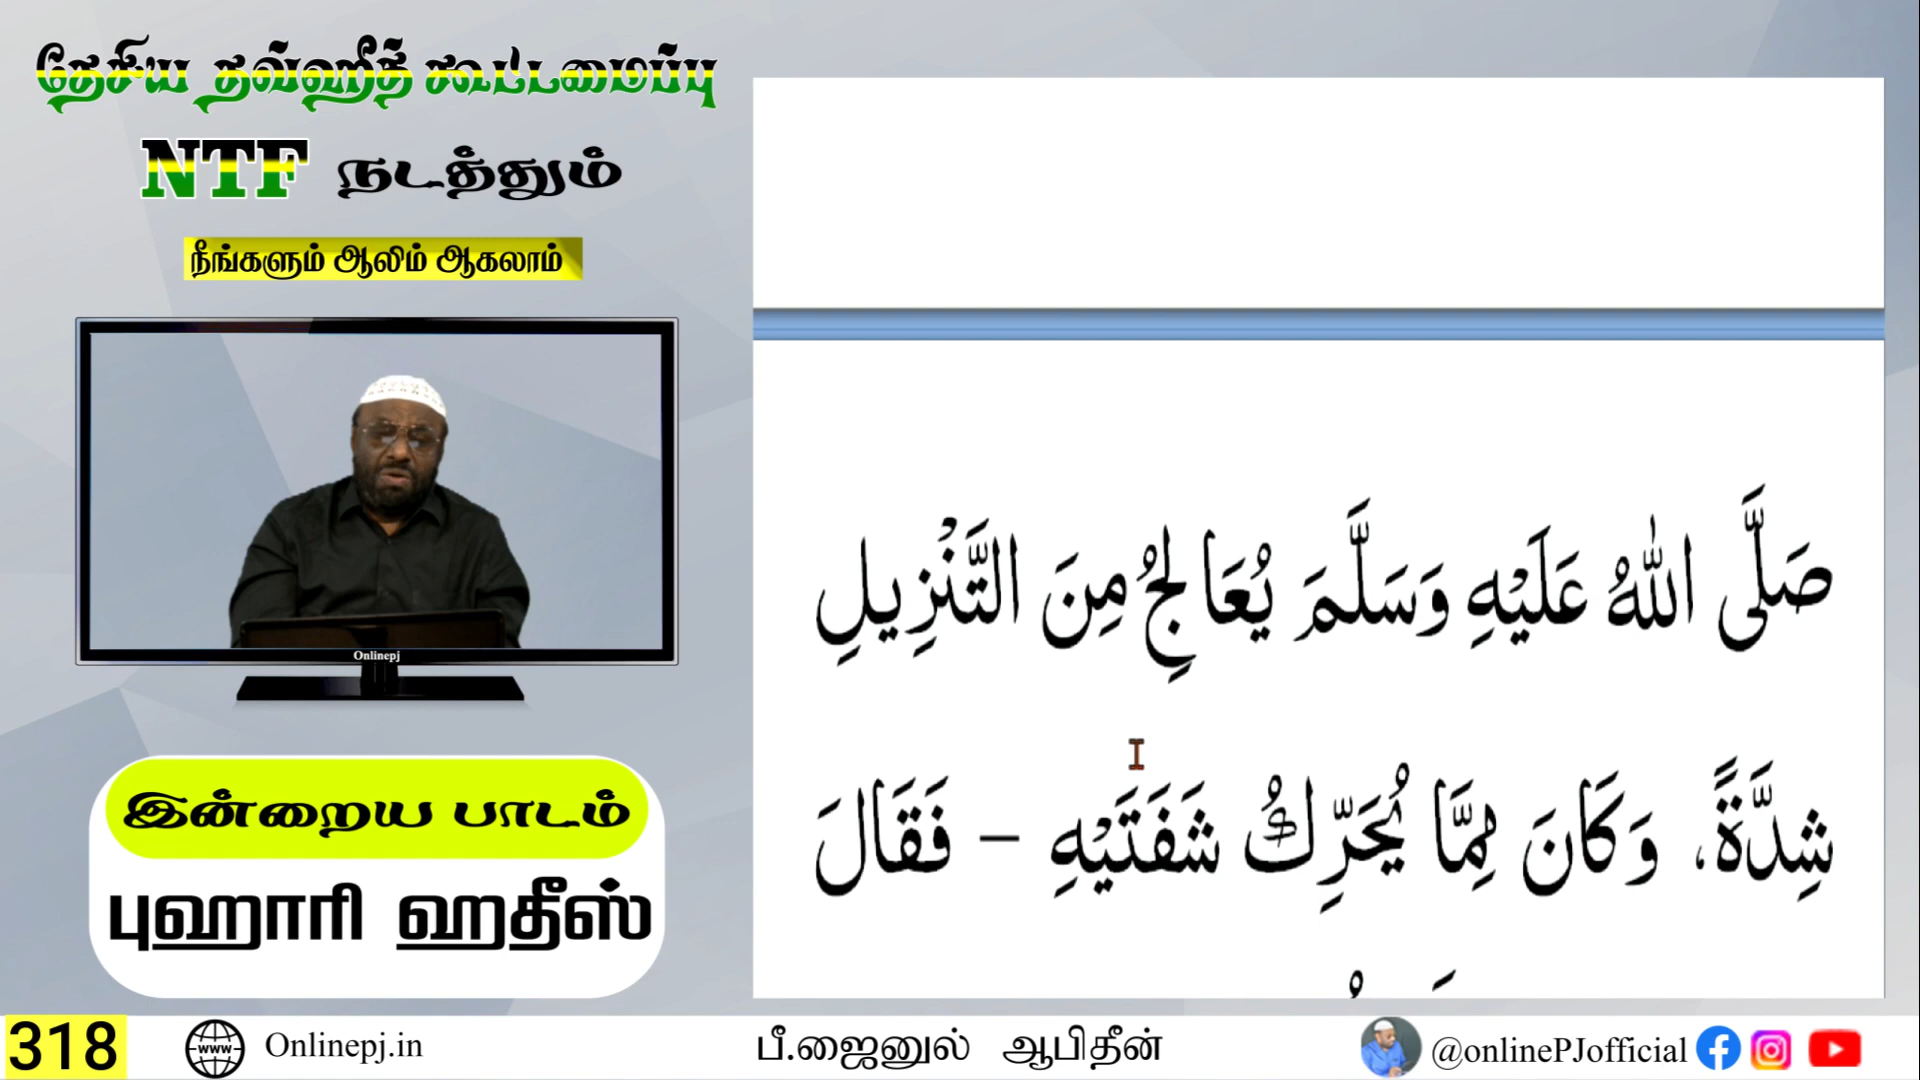 தேசிய தவ்ஹீத் கூட்டமைப்பு
NTF நடத்தும்
நீங்களும் ஆலிம் ஆகலாம்
Onlinepj
இன்றைய பாடம்
புஹாரி ஹதீஸ்
صَلَّى اللهُ عَلَيْهِ وَسَلَّمَ يُعَالِجُ مِنَ التَّنْزِيلِ
شِدَّةً، وَكَانَ مِمَّا يُحَرِّكُ شَفَتَيْهِ – فَقَالَ
318
www
Onlinepj.in
பீ.ஜைனுல் ஆபிதீன்
@onlinePJofficial